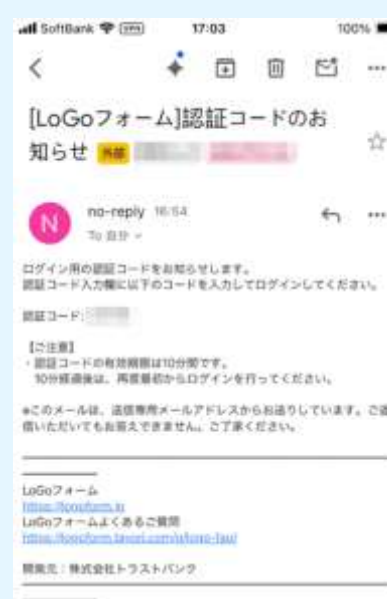 SoftBank VPN 17:03 100%
[LoGoフォーム]認証コードのお
知らせ 外部
N
no-reply 16:54
To 自分
ログイン用の認証コードをお知らせします。
認証コード入力欄に以下のコードを入力してログインしてください。
認証コード:
【ご注意】
・認証コードの有効期限は10分間です。
10分経過後は、再度最初からログインを行ってください。
※このメールは、送信専用メールアドレスからお送りしています。ご返
信いただいてもお答えできません。ご了承ください。
LoGoフォーム
https://logoform.jp
LoGoフォームよくあるご質問
開発元：株式会社トラストバンク